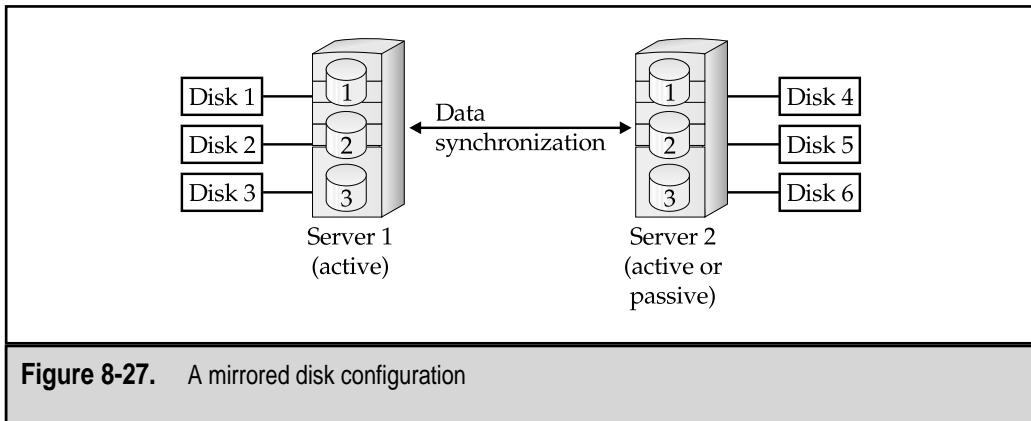 Disk 1
1
Disk 2
2
Disk 3
3
Server 1
(active)
Data
synchronization
1
Disk 4
2
Disk 5
3
Disk 6
Server 2
(active or
passive)
Figure 8-27. A mirrored disk configuration